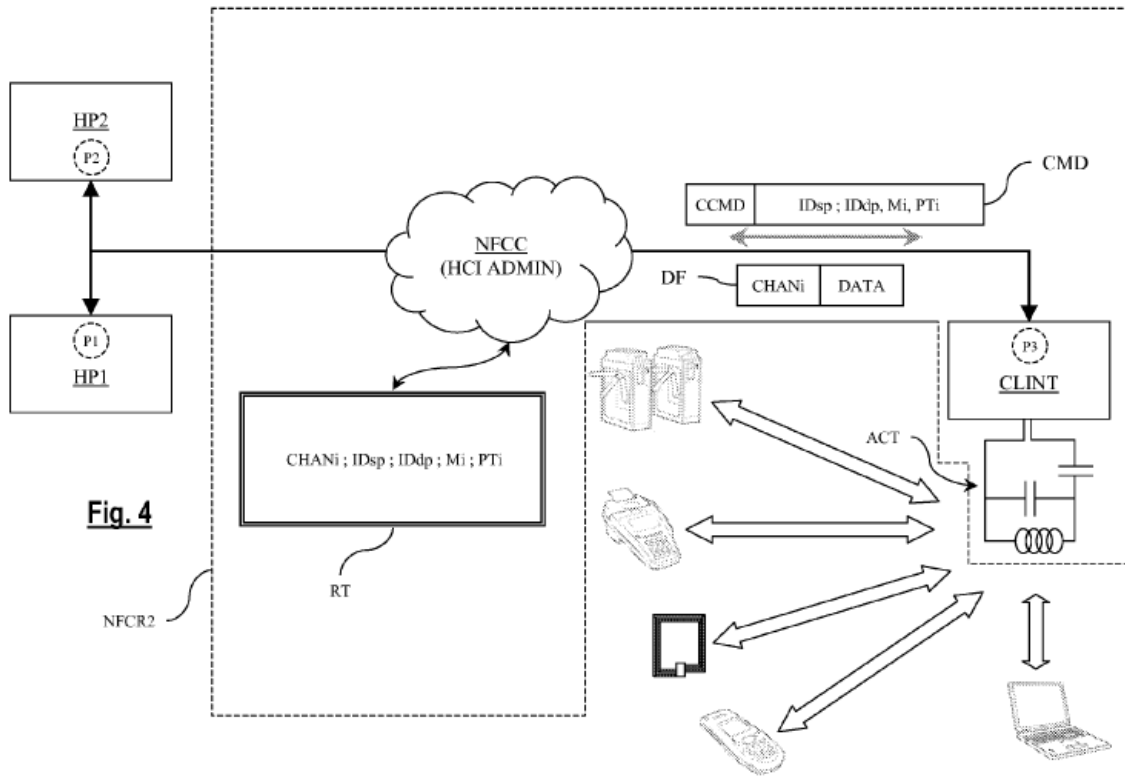 HP2
P2
CMD
CCMD
IDsp ; IDdp, Mi, PTi
NFCC
(HCI ADMIN)
DF
CHANi
DATA
P1
HP1
P3
CLINT
ACT
CHANi ; IDsp ; IDdp ; Mi ; PTi
Fig. 4
RT
NFCR2